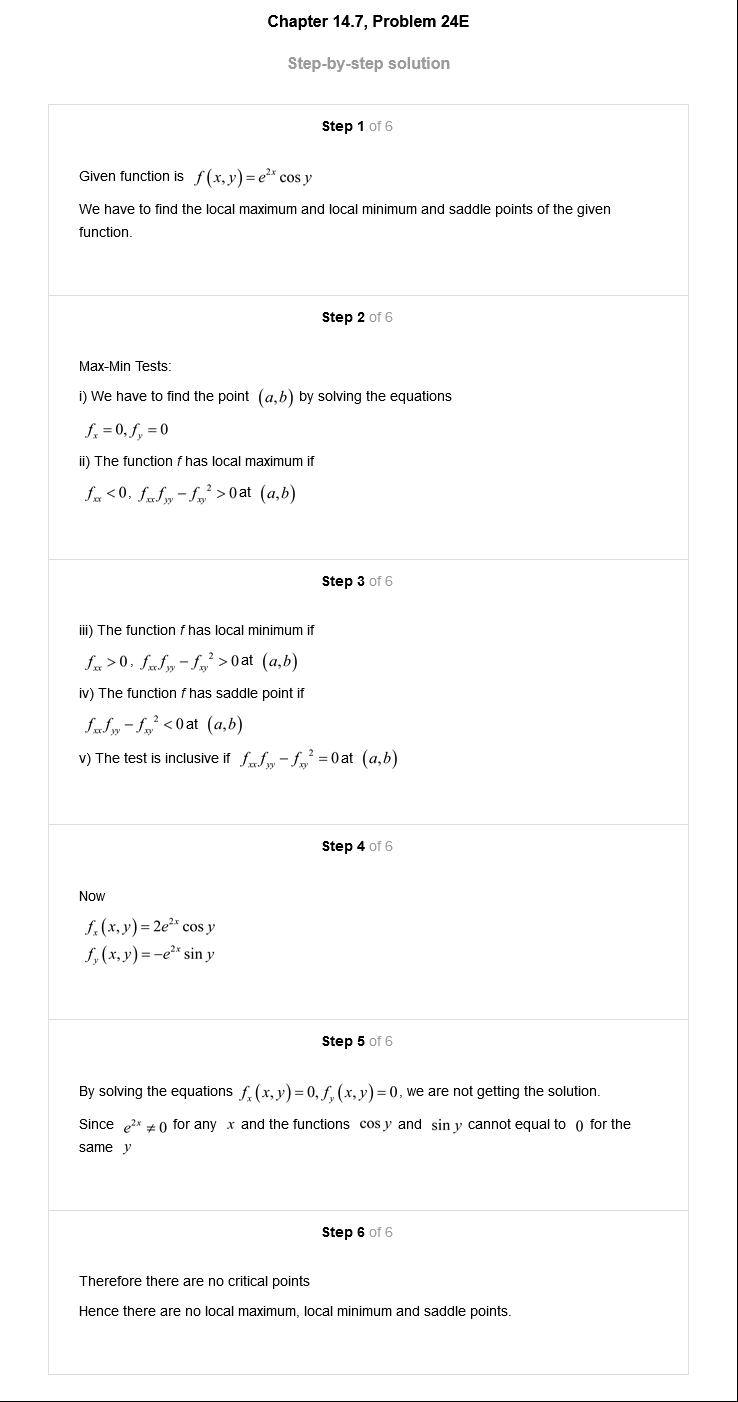 Chapter 14.7, Problem 24E
Step-by-step solution
Step 1 of 6
Given function is f(x, y) = e^{2x} cos y
We have to find the local maximum and local minimum and saddle points of the given
function.
Step 2 of 6
Max-Min Tests:
i) We have to find the point (a,b) by solving the equations
f_x = 0, f_y = 0
ii) The function f has local maximum if
f_{xx} < 0, f_{xx}f_{yy} − f_{xy}^2 > 0 at (a,b)
Step 3 of 6
iii) The function f has local minimum if
f_{xx} > 0, f_{xx}f_{yy} − f_{xy}^2 > 0 at (a,b)
iv) The function f has saddle point if
f_{xx}f_{yy} − f_{xy}^2 < 0 at (a,b)
v) The test is inclusive if f_{xx}f_{yy} − f_{xy}^2 = 0 at (a,b)
Step 4 of 6
Now
f_x(x, y) = 2e^{2x} cos y
f_y(x, y) = −e^{2x} sin y
Step 5 of 6
By solving the equations f_x(x, y) = 0, f_y(x, y) = 0, we are not getting the solution.
Since e^{2x} ≠ 0 for any x and the functions cos y and sin y cannot equal to 0 for the
same y
Step 6 of 6
Therefore there are no critical points
Hence there are no local maximum, local minimum and saddle points.